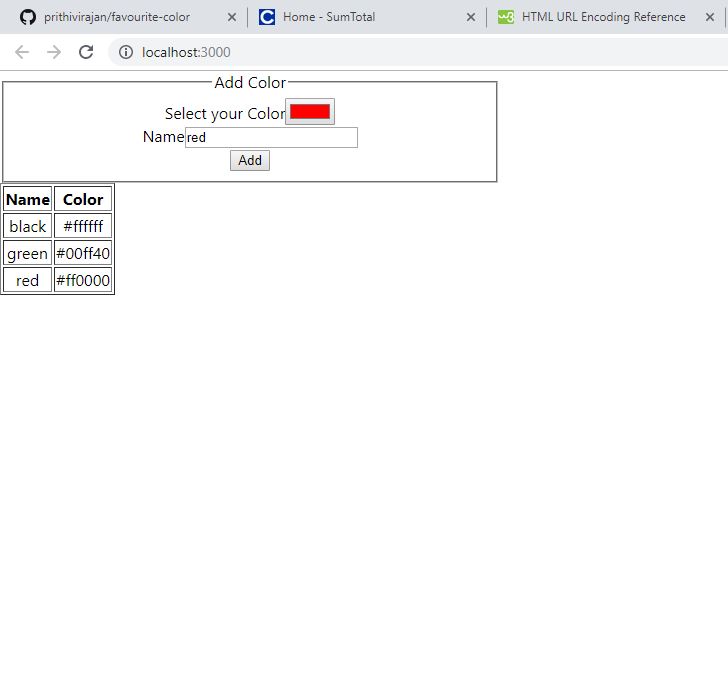 prithivirajan/favourite-color
Home - SumTotal
HTML URL Encoding Reference
localhost:3000
Add Color
Select your Color
Name red
Add
Name Color
black #ffffff
green #00ff40
red #ff0000